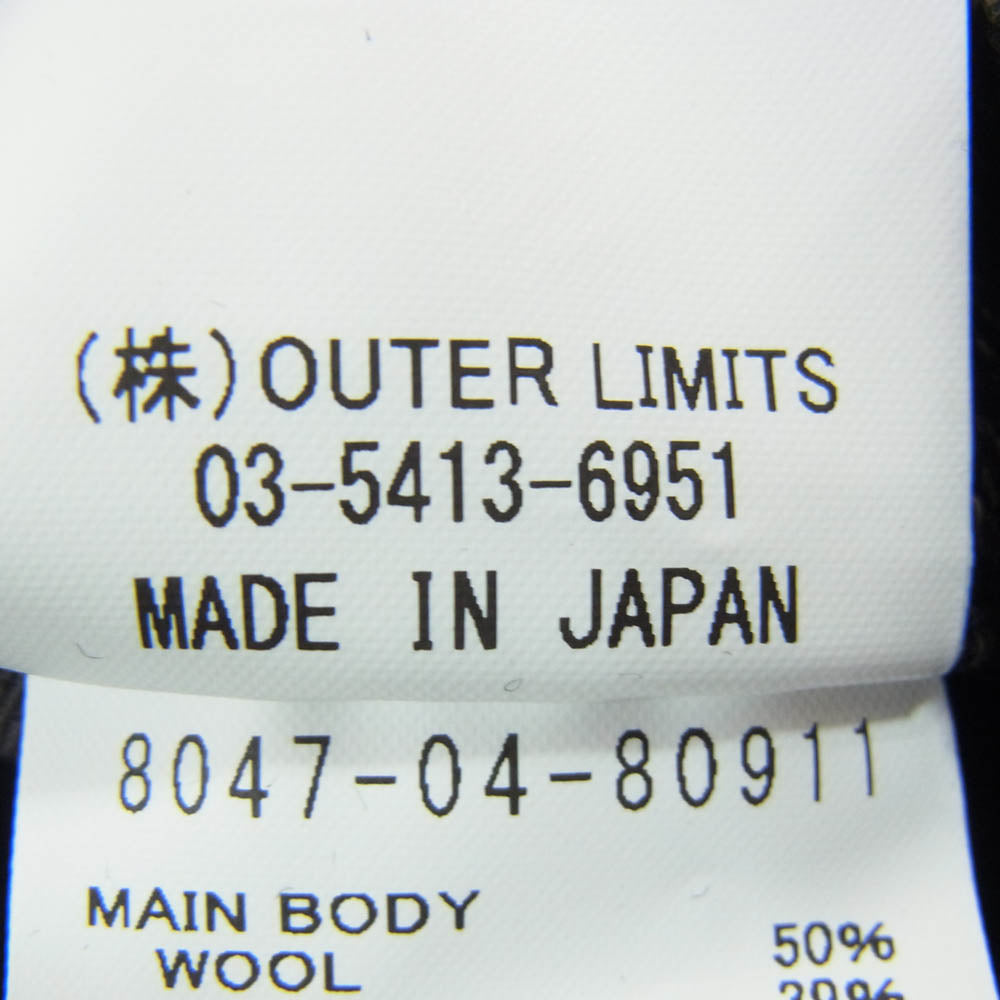 (株)OUTER LIMITS
03-5413-6951
MADE IN JAPAN
8047-04-80911
MAIN BODY
WOOL 50%